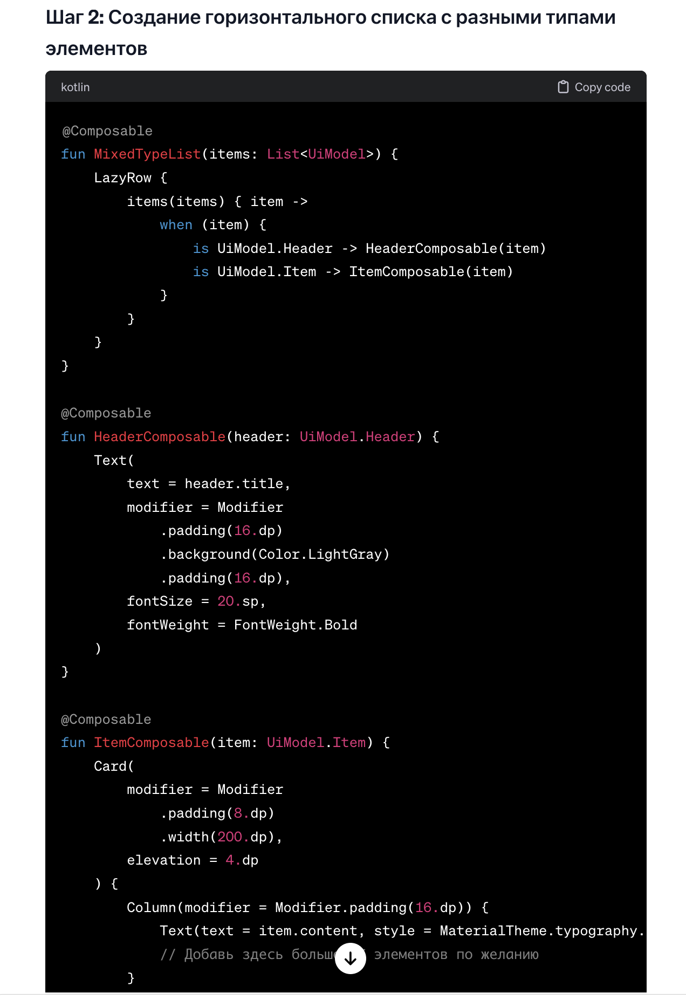 Шаг 2: Создание горизонтального списка с разными типами
элементов
kotlin
Copy code
@Composable
fun MixedTypeList(items: List<UiModel>) {
    LazyRow {
        items(items) { item ->
            when (item) {
                is UiModel.Header -> HeaderComposable(item)
                is UiModel.Item -> ItemComposable(item)
            }
        }
    }
}
@Composable
fun HeaderComposable(header: UiModel.Header) {
    Text(
        text = header.title,
        modifier = Modifier
            .padding(16.dp)
            .background(Color.LightGray)
            .padding(16.dp),
        fontSize = 20.sp,
        fontWeight = FontWeight.Bold
    )
}
@Composable
fun ItemComposable(item: UiModel.Item) {
    Card(
        modifier = Modifier
            .padding(8.dp)
            .width(200.dp),
        elevation = 4.dp
    ) {
        Column(modifier = Modifier.padding(16.dp)) {
            Text(text = item.content, style = MaterialTheme.typography.
            // Добавь здесь элементов по желанию
        }